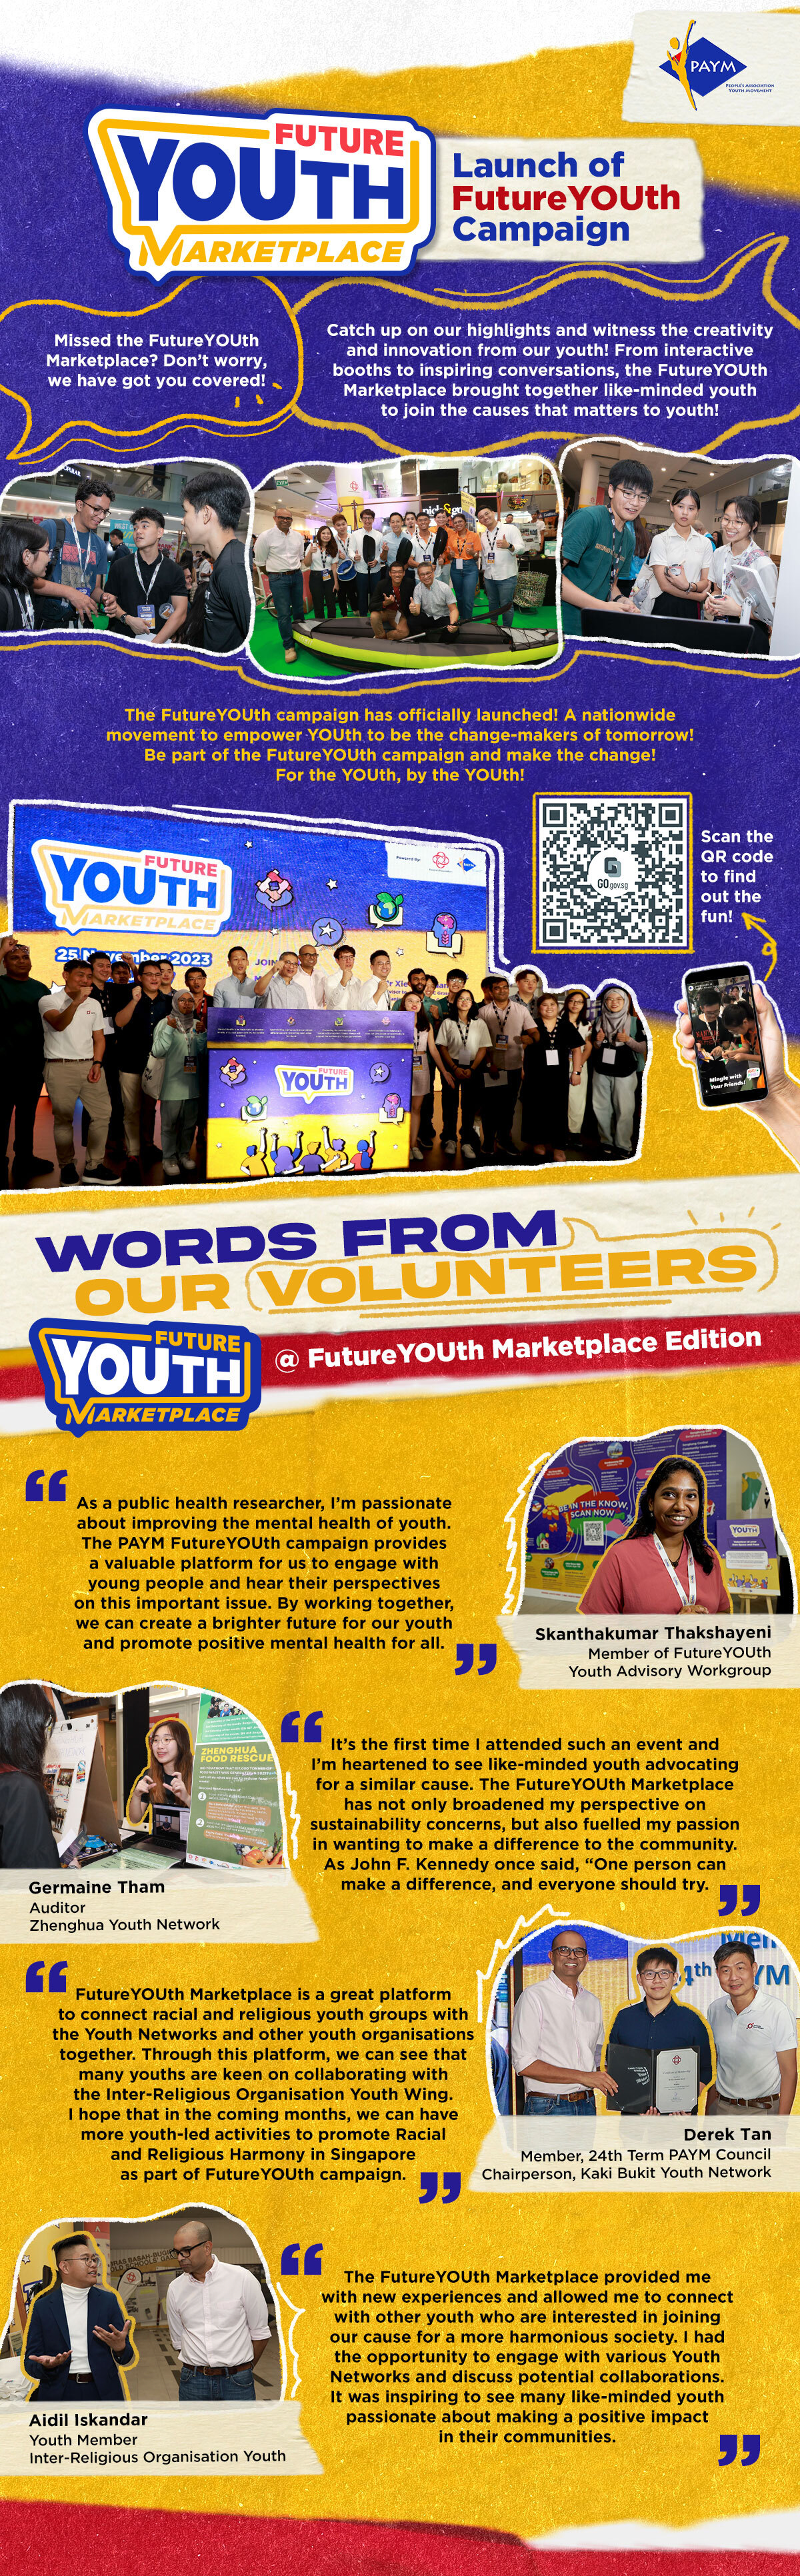 PAYM
PEOPLE'S ASSOCIATION
YOUTH MOVEMENT
FUTURE
YOUTH
MARKETPLACE
Launch of
FutureYOUth
Campaign
Missed the FutureYOUth
Marketplace? Don't worry,
we have got you covered!
Catch up on our highlights and witness the creativity
and innovation from our youth! From interactive
booths to inspiring conversations, the FutureYOUth
Marketplace brought together like-minded youth
to join the causes that matters to youth!
The FutureYOUth campaign has officially launched! A nationwide
movement to empower YOUth to be the change-makers of tomorrow!
Be part of the FutureYOUth campaign and make the change!
For the YOUth, by the YOUth!
FUTURE
YOUTH
MARKETPLACE
25 November 2023
Powered By:
JOIN
FUTURE
YOUTH
GO.gov.sg
Scan the
QR code
to find
out the
fun!
Mingle with
Your Friends!
WORDS FROM
OUR VOLUNTEERS
FUTURE
YOUTH
MARKETPLACE
@ FutureYOUth Marketplace Edition
“ As a public health researcher, I'm passionate
about improving the mental health of youth.
The PAYM FutureYOUth campaign provides
a valuable platform for us to engage with
young people and hear their perspectives
on this important issue. By working together,
we can create a brighter future for our youth
and promote positive mental health for all. ”
BE IN THE KNOW,
SCAN NOW
YOUTH
Skanthakumar Thakshayeni
Member of FutureYOUth
Youth Advisory Workgroup
ZHENGHUA
FOOD RESCUE
1
2
Germaine Tham
Auditor
Zhenghua Youth Network
“ It's the first time I attended such an event and
I'm heartened to see like-minded youth advocating
for a similar cause. The FutureYOUth Marketplace
has not only broadened my perspective on
sustainability concerns, but also fuelled my passion
in wanting to make a difference to the community.
As John F. Kennedy once said, “One person can
make a difference, and everyone should try. ”
“ FutureYOUth Marketplace is a great platform
to connect racial and religious youth groups with
the Youth Networks and other youth organisations
together. Through this platform, we can see that
many youths are keen on collaborating with
the Inter-Religious Organisation Youth Wing.
I hope that in the coming months, we can have
more youth-led activities to promote Racial
and Religious Harmony in Singapore
as part of FutureYOUth campaign. ”
4th YM
Derek Tan
Member, 24th Term PAYM Council
Chairperson, Kaki Bukit Youth Network
Aidil Iskandar
Youth Member
Inter-Religious Organisation Youth
“ The FutureYOUth Marketplace provided me
with new experiences and allowed me to connect
with other youth who are interested in joining
our cause for a more harmonious society. I had
the opportunity to engage with various Youth
Networks and discuss potential collaborations.
It was inspiring to see many like-minded youth
passionate about making a positive impact
in their communities. ”